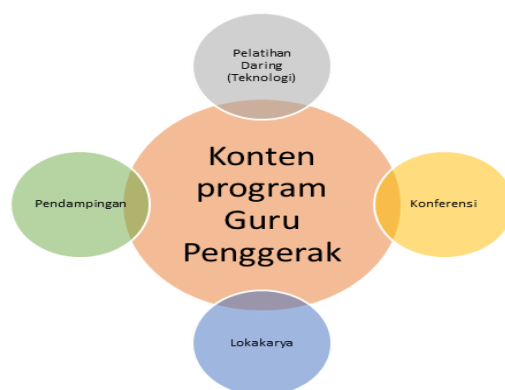 Pelatihan
Daring
(Teknologi)
Konten
program
Guru
Penggerak
Pendampingan
Konferensi
Lokakarya